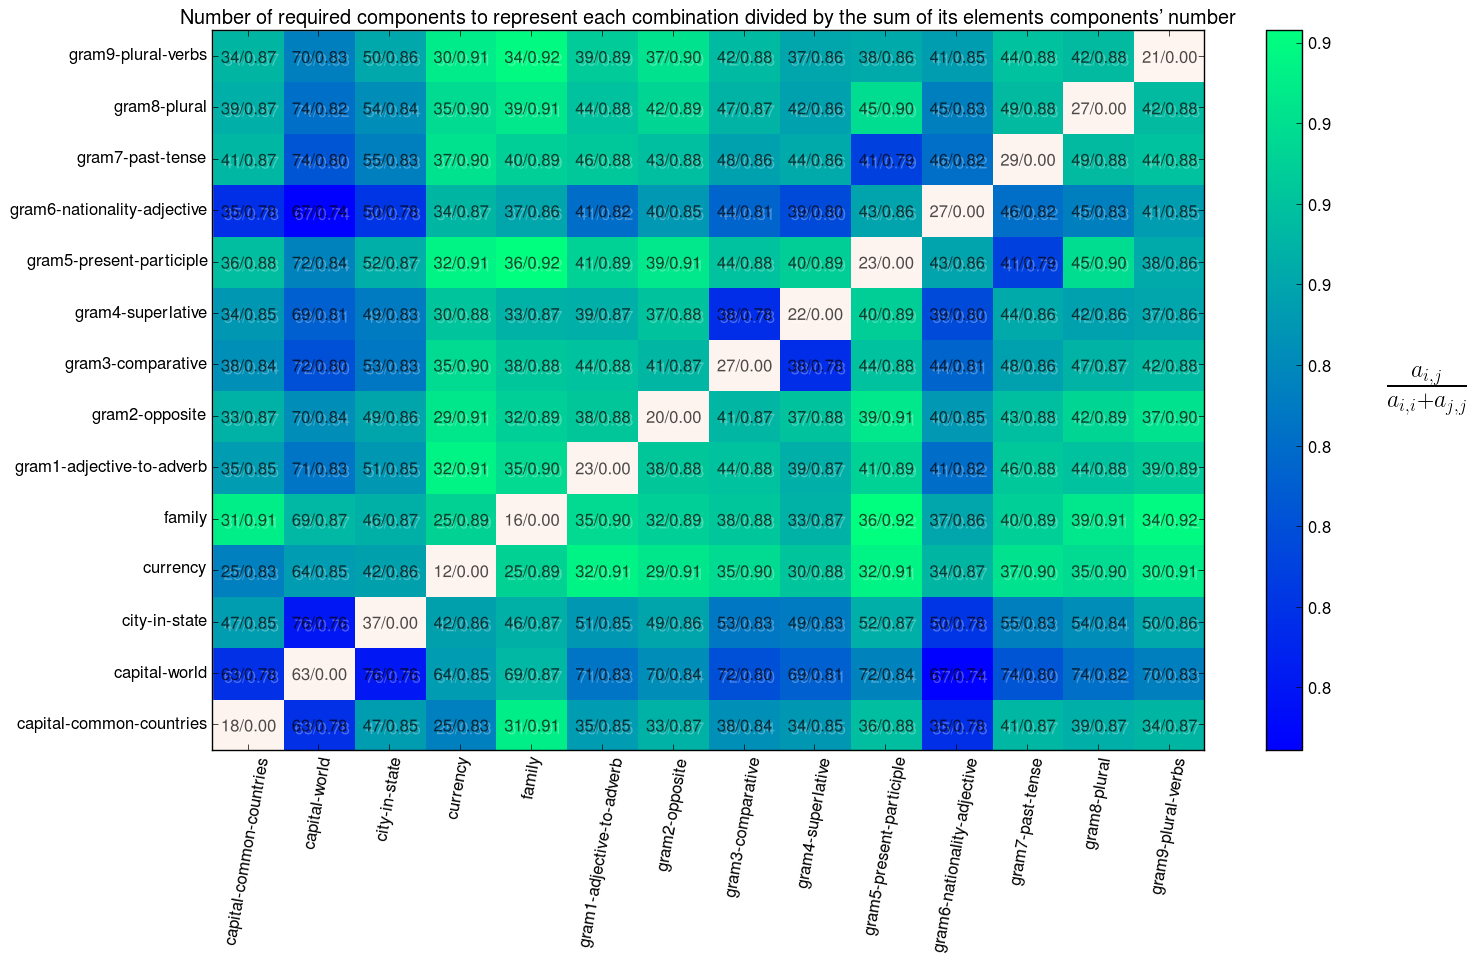 Number of required components to represent each combination divided by the sum of its elements components' number
gram9-plural-verbs 34/0.87 70/0.83 50/0.86 30/0.91 34/0.92 39/0.89 37/0.90 42/0.88 37/0.86 38/0.86 41/0.85 44/0.88 42/0.88 21/0.00
gram8-plural 39/0.87 74/0.82 54/0.84 35/0.90 39/0.91 44/0.88 42/0.89 47/0.87 42/0.86 45/0.90 45/0.83 49/0.88 27/0.00 42/0.88
gram7-past-tense 41/0.87 74/0.80 55/0.83 37/0.90 40/0.89 46/0.88 43/0.88 48/0.86 44/0.86 41/0.79 46/0.82 29/0.00 49/0.88 44/0.88
gram6-nationality-adjective 35/0.78 67/0.74 50/0.78 34/0.87 37/0.86 41/0.82 40/0.85 44/0.81 39/0.80 43/0.86 27/0.00 46/0.82 45/0.83 41/0.85
gram5-present-participle 36/0.88 72/0.84 52/0.87 32/0.91 36/0.92 41/0.89 39/0.91 44/0.88 40/0.89 23/0.00 43/0.86 41/0.79 45/0.90 38/0.86
gram4-superlative 34/0.85 69/0.81 49/0.83 30/0.88 33/0.87 39/0.87 37/0.88 38/0.78 22/0.00 40/0.89 39/0.80 44/0.86 42/0.86 37/0.86
gram3-comparative 38/0.84 72/0.80 53/0.83 35/0.90 38/0.88 44/0.88 41/0.87 27/0.00 38/0.78 44/0.88 44/0.81 48/0.86 47/0.87 42/0.88
gram2-opposite 33/0.87 70/0.84 49/0.86 29/0.91 32/0.89 38/0.88 20/0.00 41/0.87 37/0.88 39/0.91 40/0.85 43/0.88 42/0.89 37/0.90
gram1-adjective-to-adverb 35/0.85 71/0.83 51/0.85 32/0.91 35/0.90 23/0.00 38/0.88 44/0.88 39/0.87 41/0.89 41/0.82 46/0.88 44/0.88 39/0.89
family 31/0.91 69/0.87 46/0.87 25/0.89 16/0.00 35/0.90 32/0.89 38/0.88 33/0.87 36/0.92 37/0.86 40/0.89 39/0.91 34/0.92
currency 25/0.83 64/0.85 42/0.86 12/0.00 25/0.89 32/0.91 29/0.91 35/0.90 30/0.88 32/0.91 34/0.87 37/0.90 35/0.90 30/0.91
city-in-state 47/0.85 76/0.76 37/0.00 42/0.86 46/0.87 51/0.85 49/0.86 53/0.83 49/0.83 52/0.87 50/0.78 55/0.83 54/0.84 50/0.86
capital-world 63/0.78 63/0.00 76/0.76 64/0.85 69/0.87 71/0.83 70/0.84 72/0.80 69/0.81 72/0.84 67/0.74 74/0.80 74/0.82 70/0.83
capital-common-countries 18/0.00 63/0.78 47/0.85 25/0.83 31/0.91 35/0.85 33/0.87 38/0.84 34/0.85 36/0.88 35/0.78 41/0.87 39/0.87 34/0.87
capital-common-countries
capital-world
city-in-state
currency
family
gram1-adjective-to-adverb
gram2-opposite
gram3-comparative
gram4-superlative
gram5-present-participle
gram6-nationality-adjective
gram7-past-tense
gram8-plural
gram9-plural-verbs
0.9
0.9
0.9
0.9
0.8
0.8
0.8
0.8
0.8
a_{i,j}
a_{i,i}+a_{j,j}